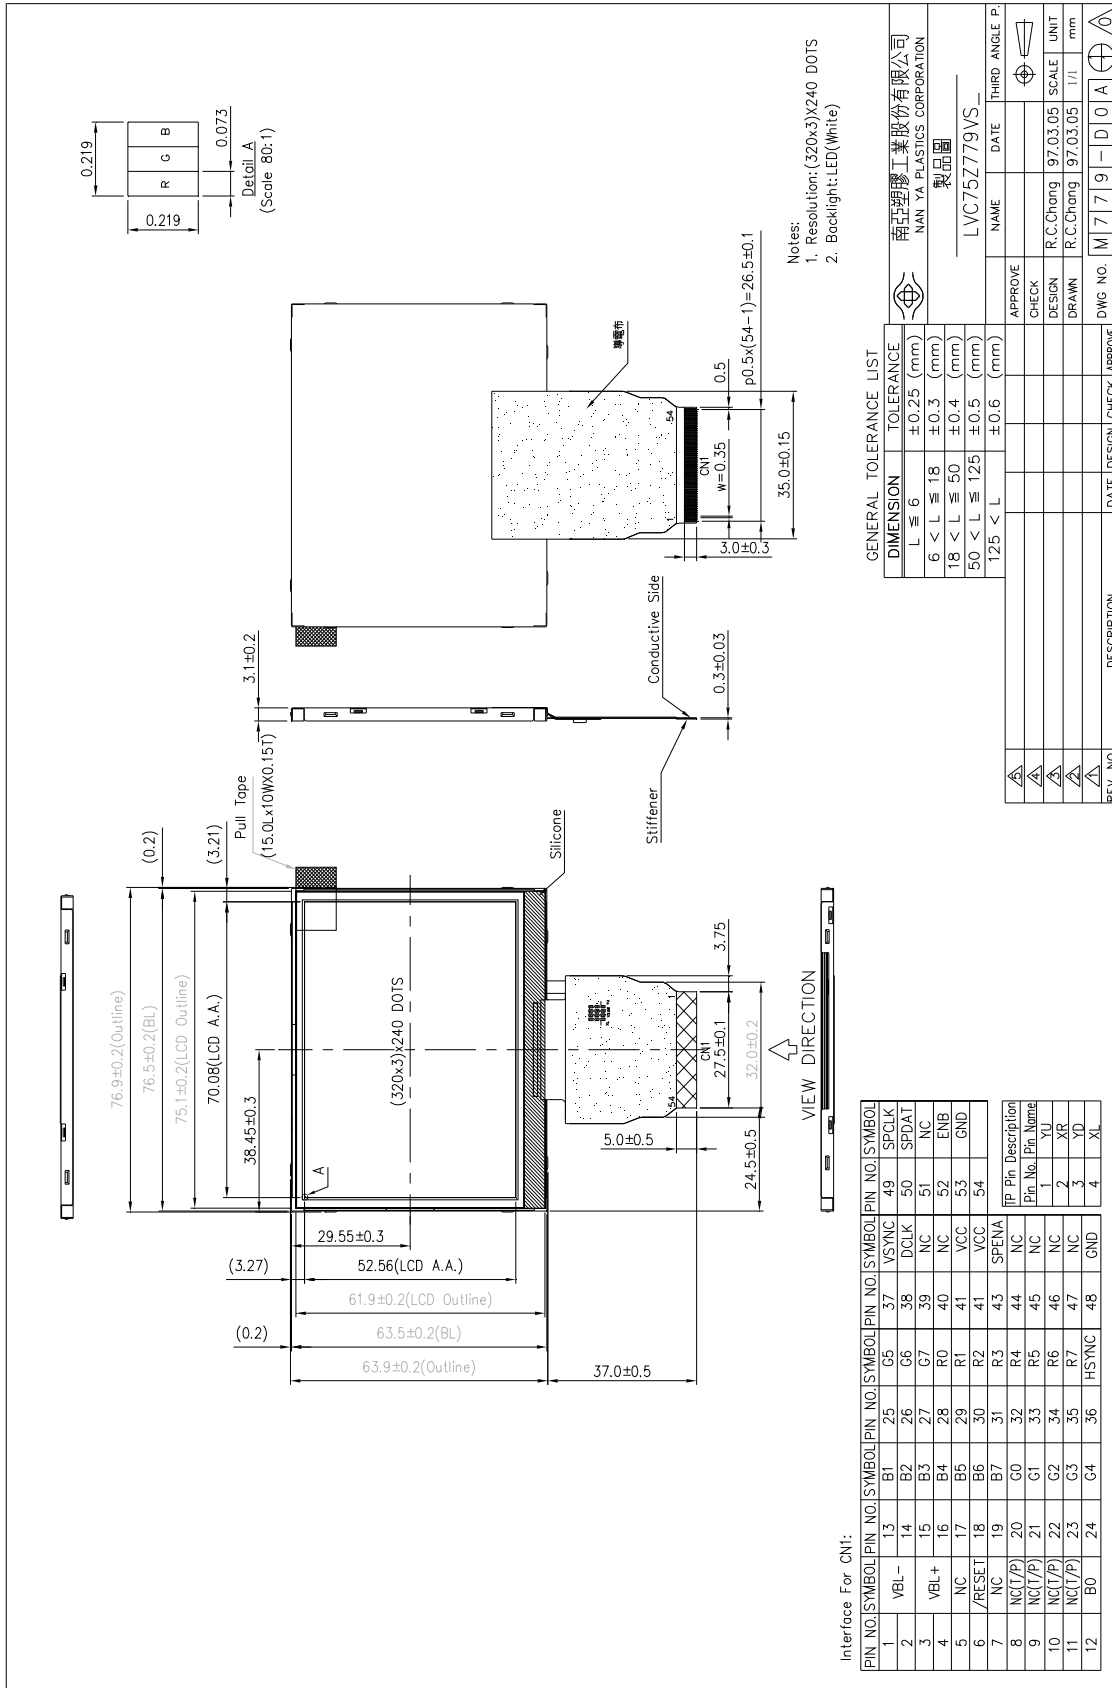 0.219
0.219
R G B
0.073
Detail A
(Scale 80:1)
76.9±0.2(Outline)
76.5±0.2(BL)
75.1±0.2(LCD Outline)
70.08(LCD A.A.)
38.45±0.3
(0.2)
(3.21)
Pull Tape
(15.0Lx10WX0.15T)
A
(320x3)x240 DOTS
(3.27)
29.55±0.3
52.56(LCD A.A.)
61.9±0.2(LCD Outline)
(0.2)
63.5±0.2(BL)
63.9±0.2(Outline)
37.0±0.5
Silicone
54
1
CN1
5.0±0.5
27.5±0.1
3.75
32.0±0.2
24.5±0.5
VIEW DIRECTION
3.1±0.2
Stiffener
Conductive Side
0.3±0.03
導電布
1
54
CN1
w=0.35
0.5
p0.5x(54-1)=26.5±0.1
35.0±0.15
3.0±0.3
Notes:
1. Resolution:(320x3)X240 DOTS
2. Backlight:LED(White)
Interface For CN1:
PIN NO. SYMBOL PIN NO. SYMBOL PIN NO. SYMBOL PIN NO. SYMBOL PIN NO. SYMBOL
1 VBL- 13 B1 25 G5 37 VSYNC 49 SPCLK
2 14 B2 26 G6 38 DCLK 50 SPDAT
3 VBL+ 15 B3 27 G7 39 NC 51 NC
4 16 B4 28 R0 40 NC 52 ENB
5 NC 17 B5 29 R1 41 VCC 53 GND
6 /RESET 18 B6 30 R2 41 VCC 54
7 NC 19 B7 31 R3 43 SPENA
8 NC(T/P) 20 G0 32 R4 44 NC
9 NC(T/P) 21 G1 33 R5 45 NC
10 NC(T/P) 22 G2 34 R6 46 NC
11 NC(T/P) 23 G3 35 R7 47 NC
12 B0 24 G4 36 HSYNC 48 GND
TP Pin Description
Pin No. Pin Name
1 YU
2 XR
3 YD
4 XL
GENERAL TOLERANCE LIST
DIMENSION TOLERANCE
L ≦ 6 ±0.25 (mm)
6 < L ≦ 18 ±0.3 (mm)
18 < L ≦ 50 ±0.4 (mm)
50 < L ≦ 125 ±0.5 (mm)
125 < L ±0.6 (mm)
南亞塑膠工業股份有限公司
NAN YA PLASTICS CORPORATION
製品圖
LVC75Z779VS_
NAME DATE THIRD ANGLE P.
APPROVE
CHECK
DESIGN R.C.Chang 97.03.05 SCALE UNIT
DRAWN R.C.Chang 97.03.05 1/1 mm
DWG NO. M 7 7 9 - D 0 A 1 0
5
4
3
2
1
REV. NO. DESCRIPTION DATE DESIGN CHECK APPROVE